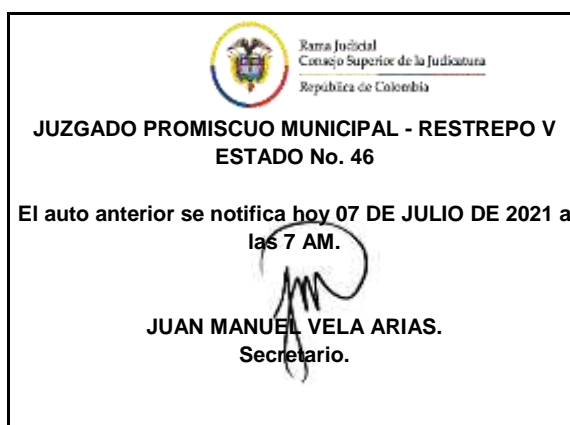 Rama Judicial
Consejo Superior de la Judicatura
República de Colombia
JUZGADO PROMISCUO MUNICIPAL - RESTREPO V
ESTADO No. 46
El auto anterior se notifica hoy 07 DE JULIO DE 2021 a
las 7 AM.
JUAN MANUEL VELA ARIAS.
Secretario.